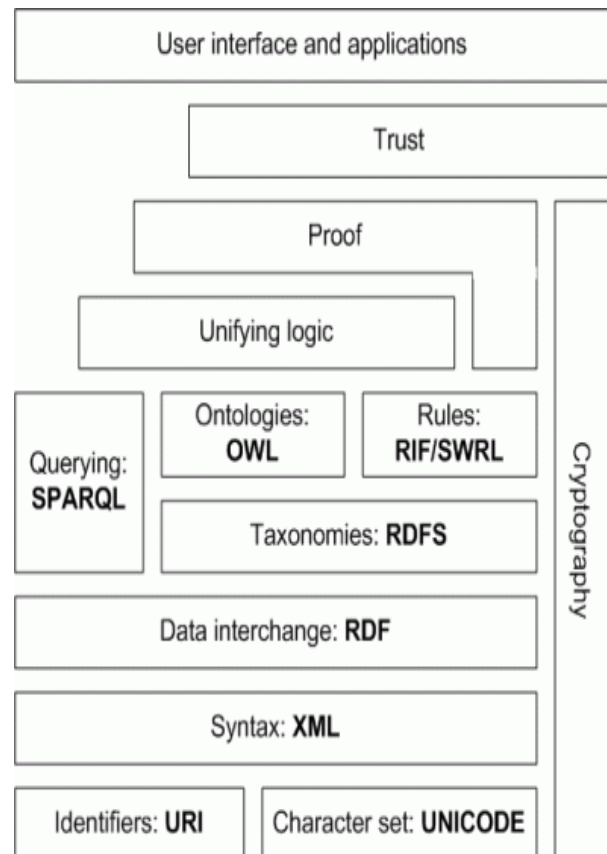 User interface and applications
Trust
Proof
Unifying logic
Querying:
SPARQL
Ontologies:
OWL
Rules:
RIF/SWRL
Taxonomies: RDFS
Cryptography
Data interchange: RDF
Syntax: XML
Identifiers: URI
Character set: UNICODE